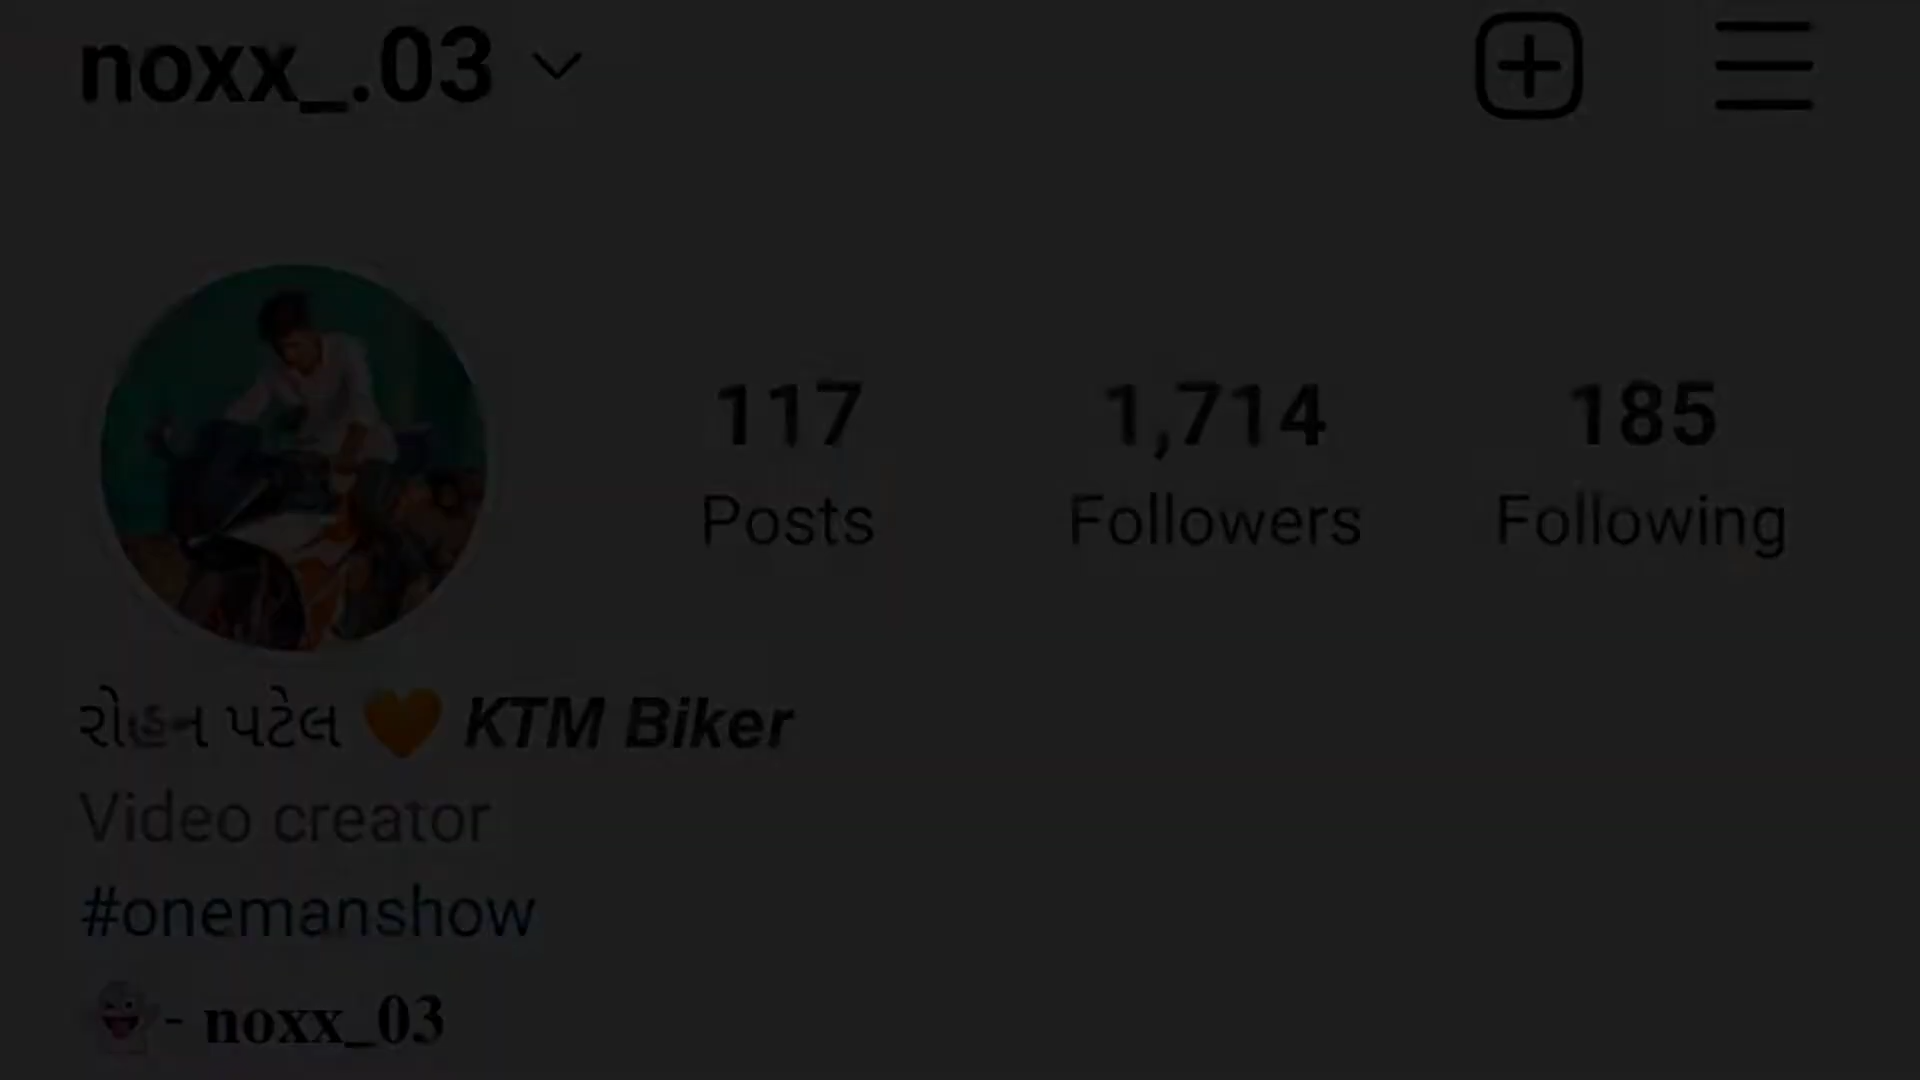 noxx_.03
117 1,714 185
Posts Followers Following
રોહન પટેલ 🧡 KTM Biker
Video creator
#onemanshow
👻- noxx_03